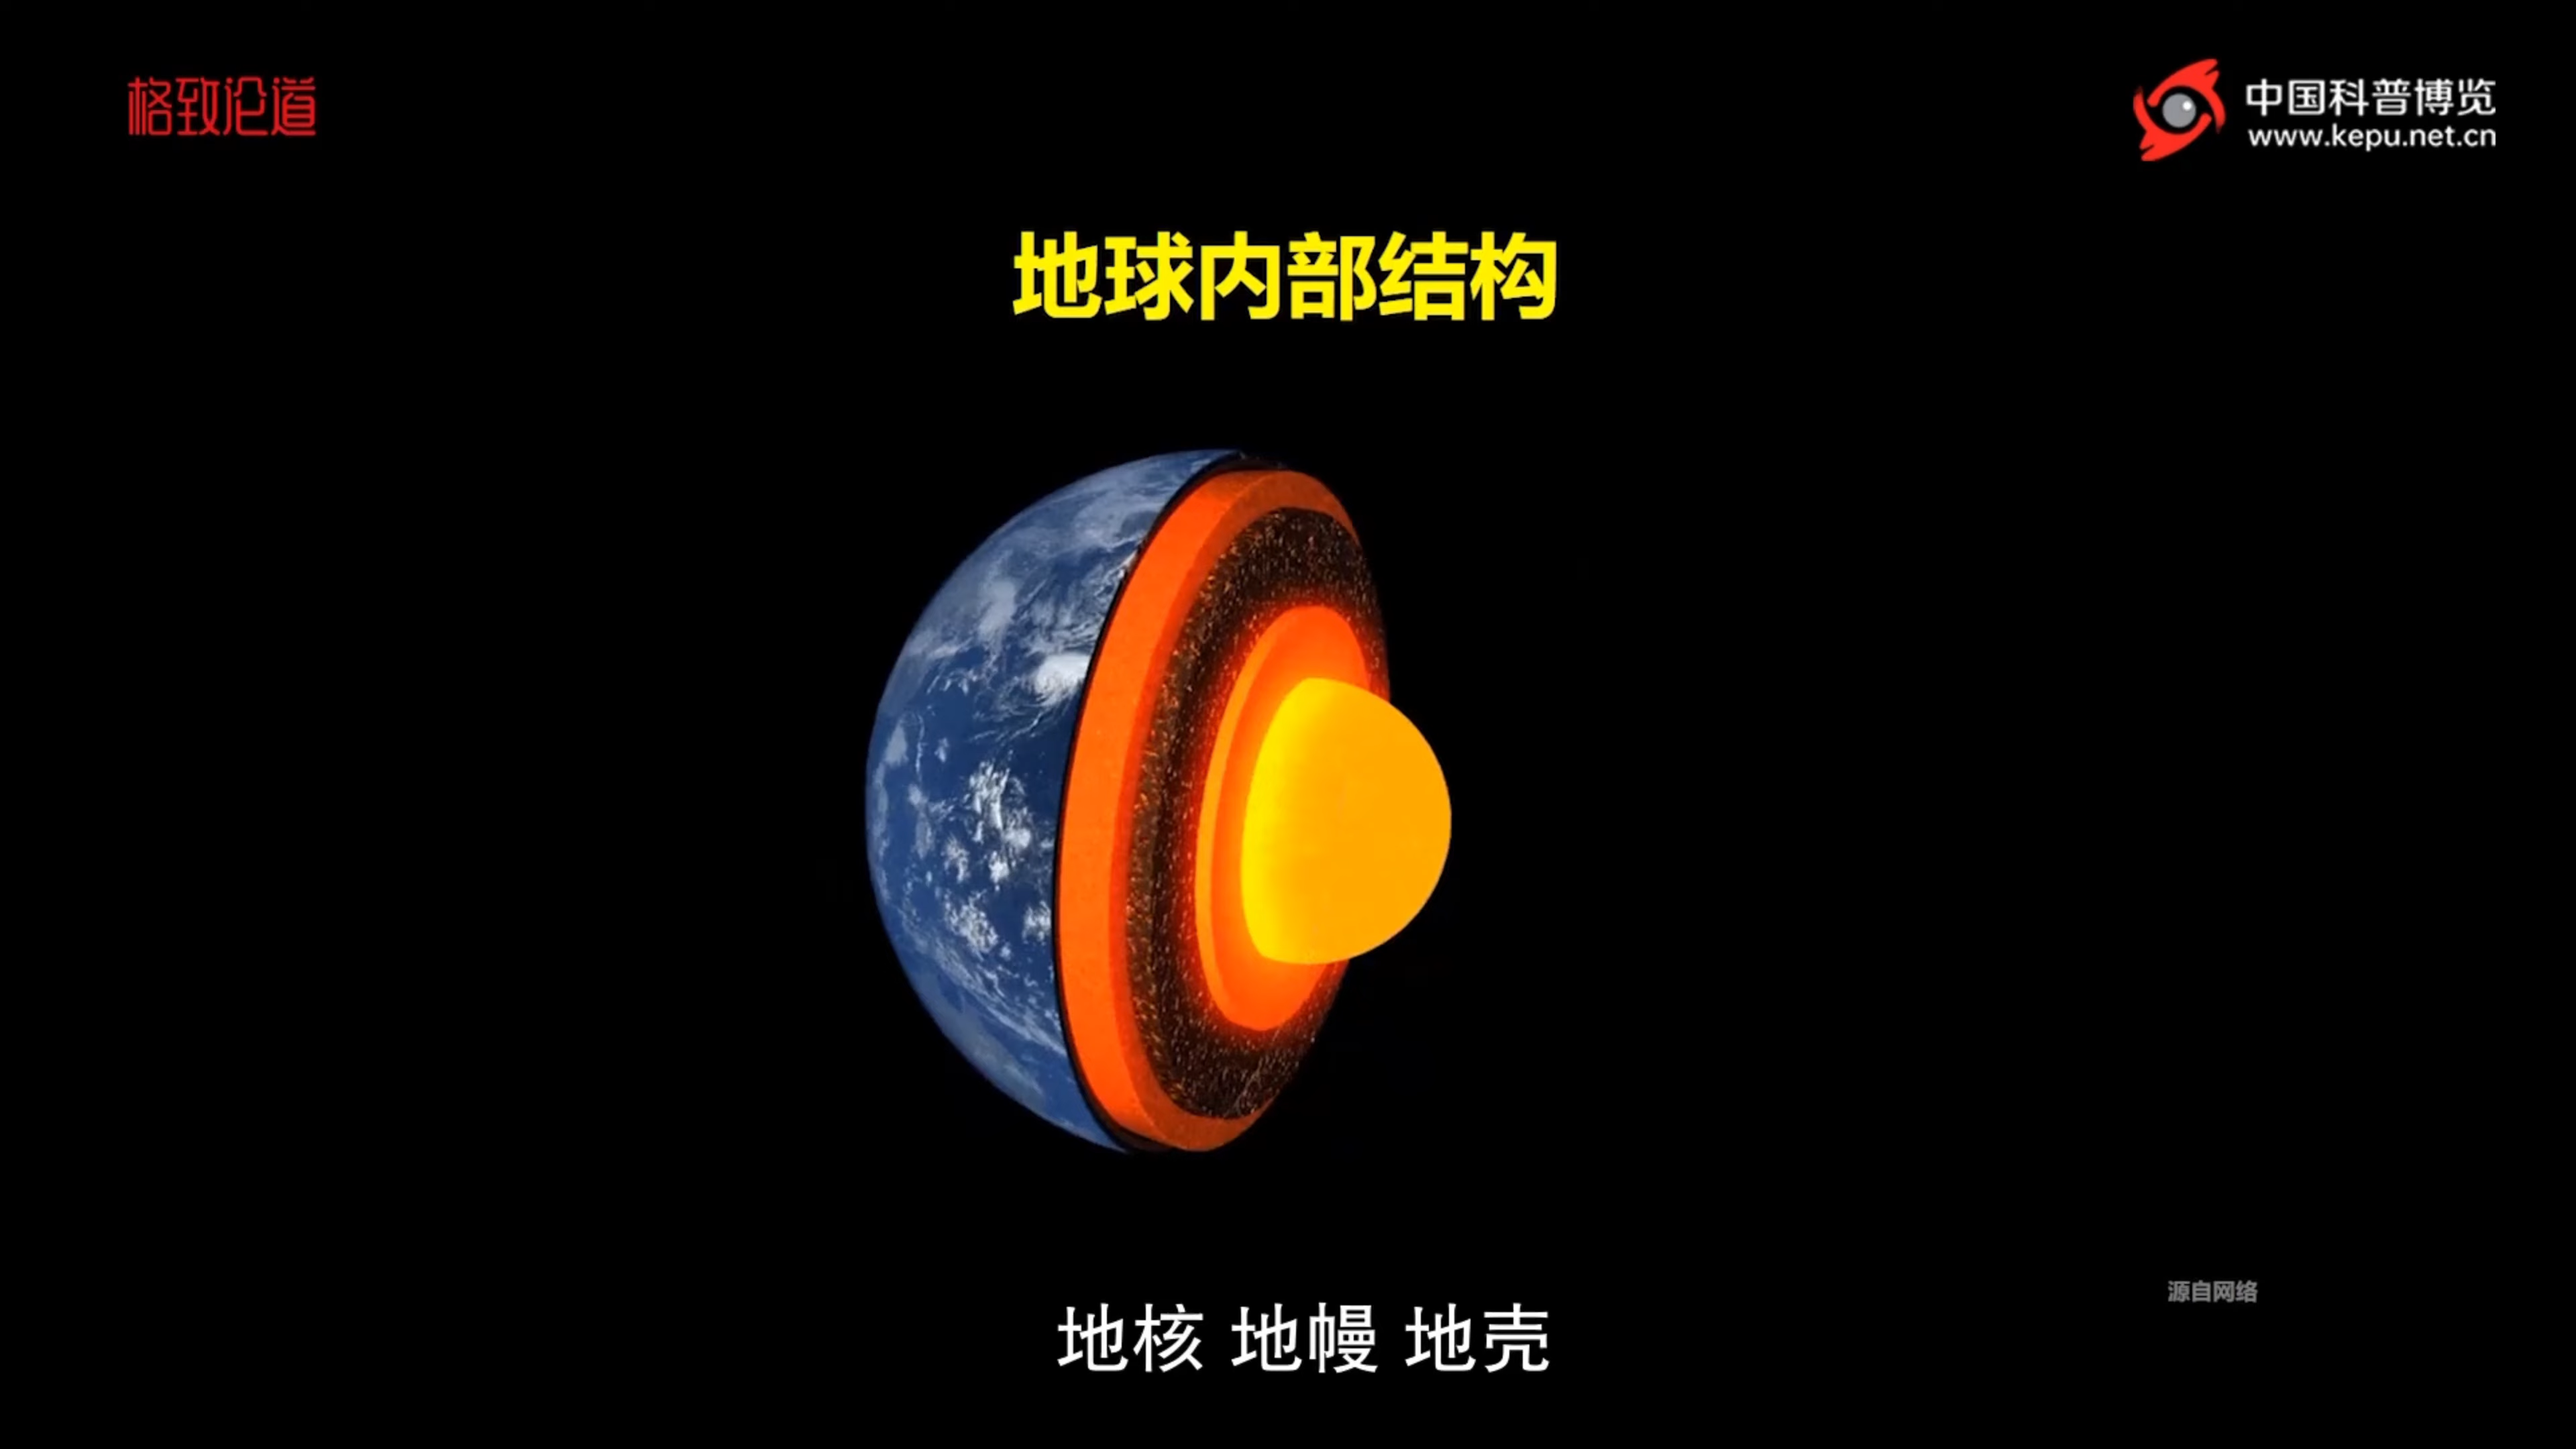 格致论道
中国科普博览
www.kepu.net.cn
地球内部结构
源自网络
地核 地幔 地壳